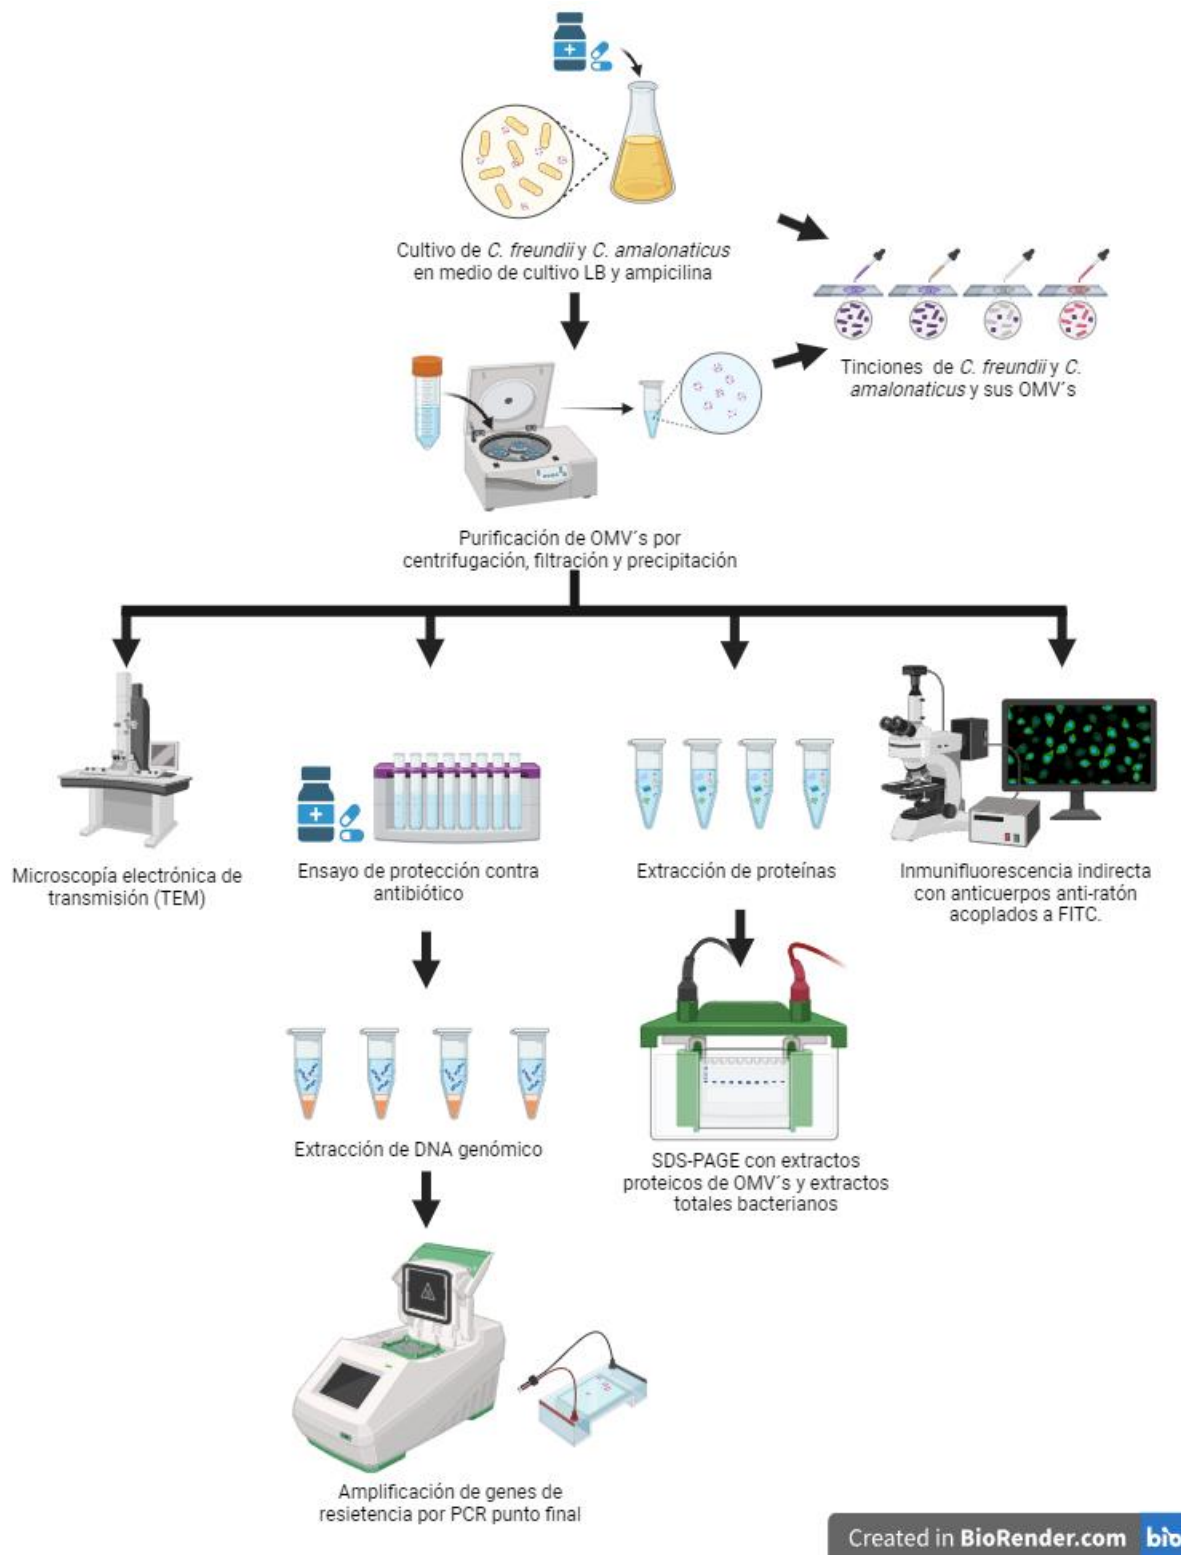 Cultivo de C. freundii y C. amalonaticus
en medio de cultivo LB y ampicilina
Tinciones de C. freundii y C.
amalonaticus y sus OMV´s
Purificación de OMV´s por
centrifugación, filtración y precipitación
Microscopía electrónica de
transmisión (TEM)
Ensayo de protección contra
antibiótico
Extracción de proteínas
Inmunifluorescencia indirecta
con anticuerpos anti-ratón
acoplados a FITC.
Extracción de DNA genómico
SDS-PAGE con extractos
proteicos de OMV´s y extractos
totales bacterianos
Amplificación de genes de
resietencia por PCR punto final
Created in BioRender.com bio